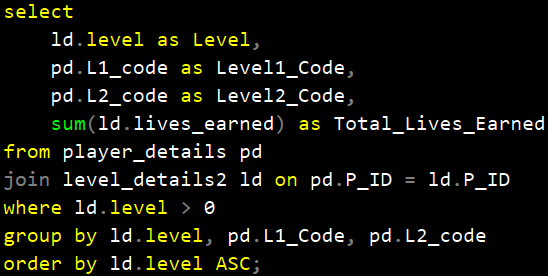 select
ld.level as Level,
pd.L1_code as Level1_Code,
pd.L2_code as Level2_Code,
sum(ld.lives_earned) as Total_Lives_Earned
from player_details pd
join level_details2 ld on pd.P_ID = ld.P_ID
where ld.level > 0
group by ld.level, pd.L1_Code, pd.L2_code
order by ld.level ASC;